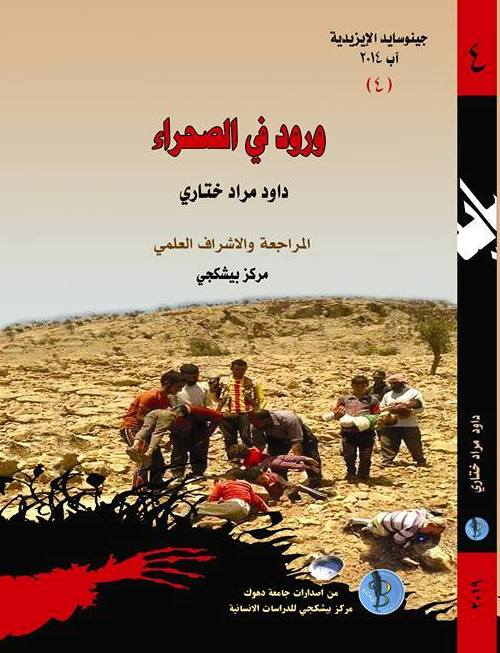 جينوسايد الإيزيدية
آب ٢٠١٤
(٤)
ورود في الصحراء
داود مراد ختاري
المراجعة والاشراف العلمي
مركز بيشكجي
من اصدارات جامعة دهوك
مركز بيشكجي للدراسات الانسانية
٤
داود مراد ختاري
٢٠١٩